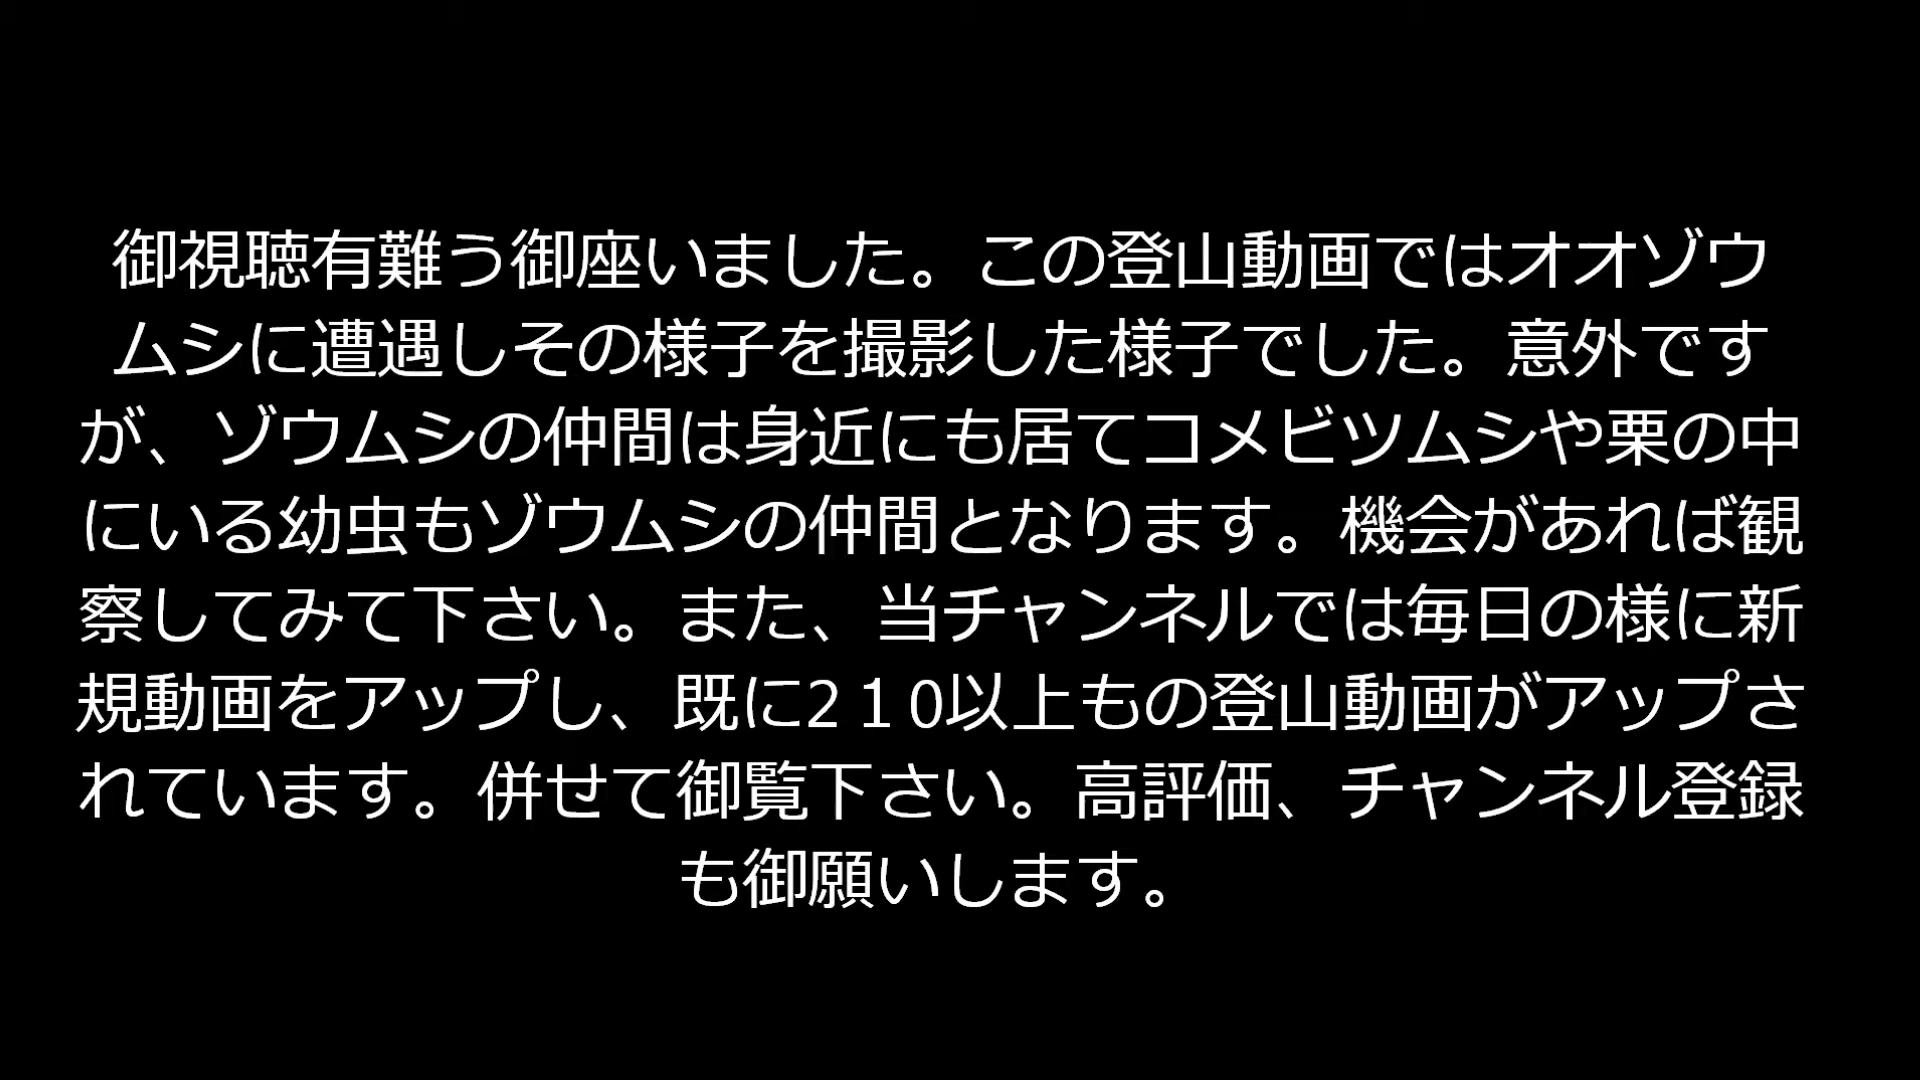 御視聴有難う御座いました。この登山動画ではオオゾウ
ムシに遭遇しその様子を撮影した様子でした。意外です
が、ゾウムシの仲間は身近にも居てコメビツムシや栗の中
にいる幼虫もゾウムシの仲間となります。機会があれば観
察してみて下さい。また、当チャンネルでは毎日の様に新
規動画をアップし、既に2１0以上もの登山動画がアップさ
れています。併せて御覧下さい。高評価、チャンネル登録
も御願いします。